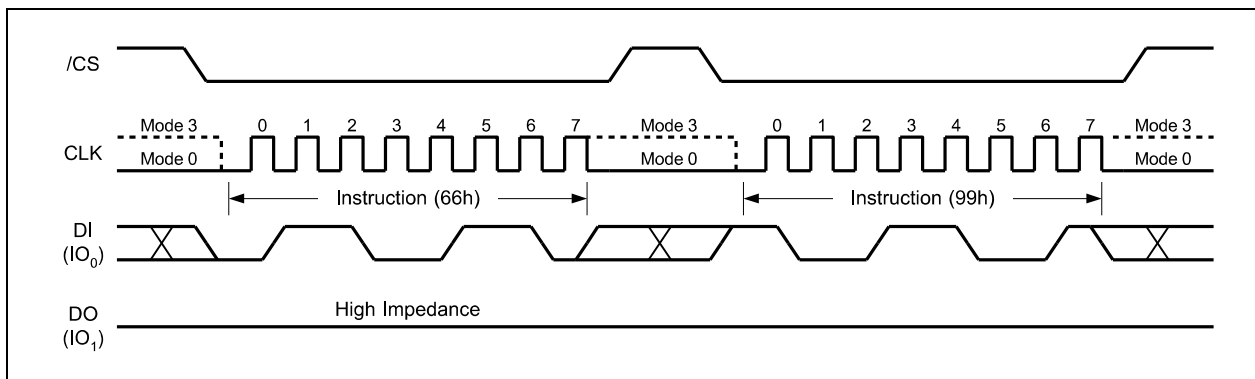 /CS
0 1 2 3 4 5 6 7 0 1 2 3 4 5 6 7
Mode 3 Mode 3 Mode 3
CLK Mode 0 Mode 0 Mode 0
Instruction (66h) Instruction (99h)
DI
(IO0)
High Impedance
DO
(IO1)